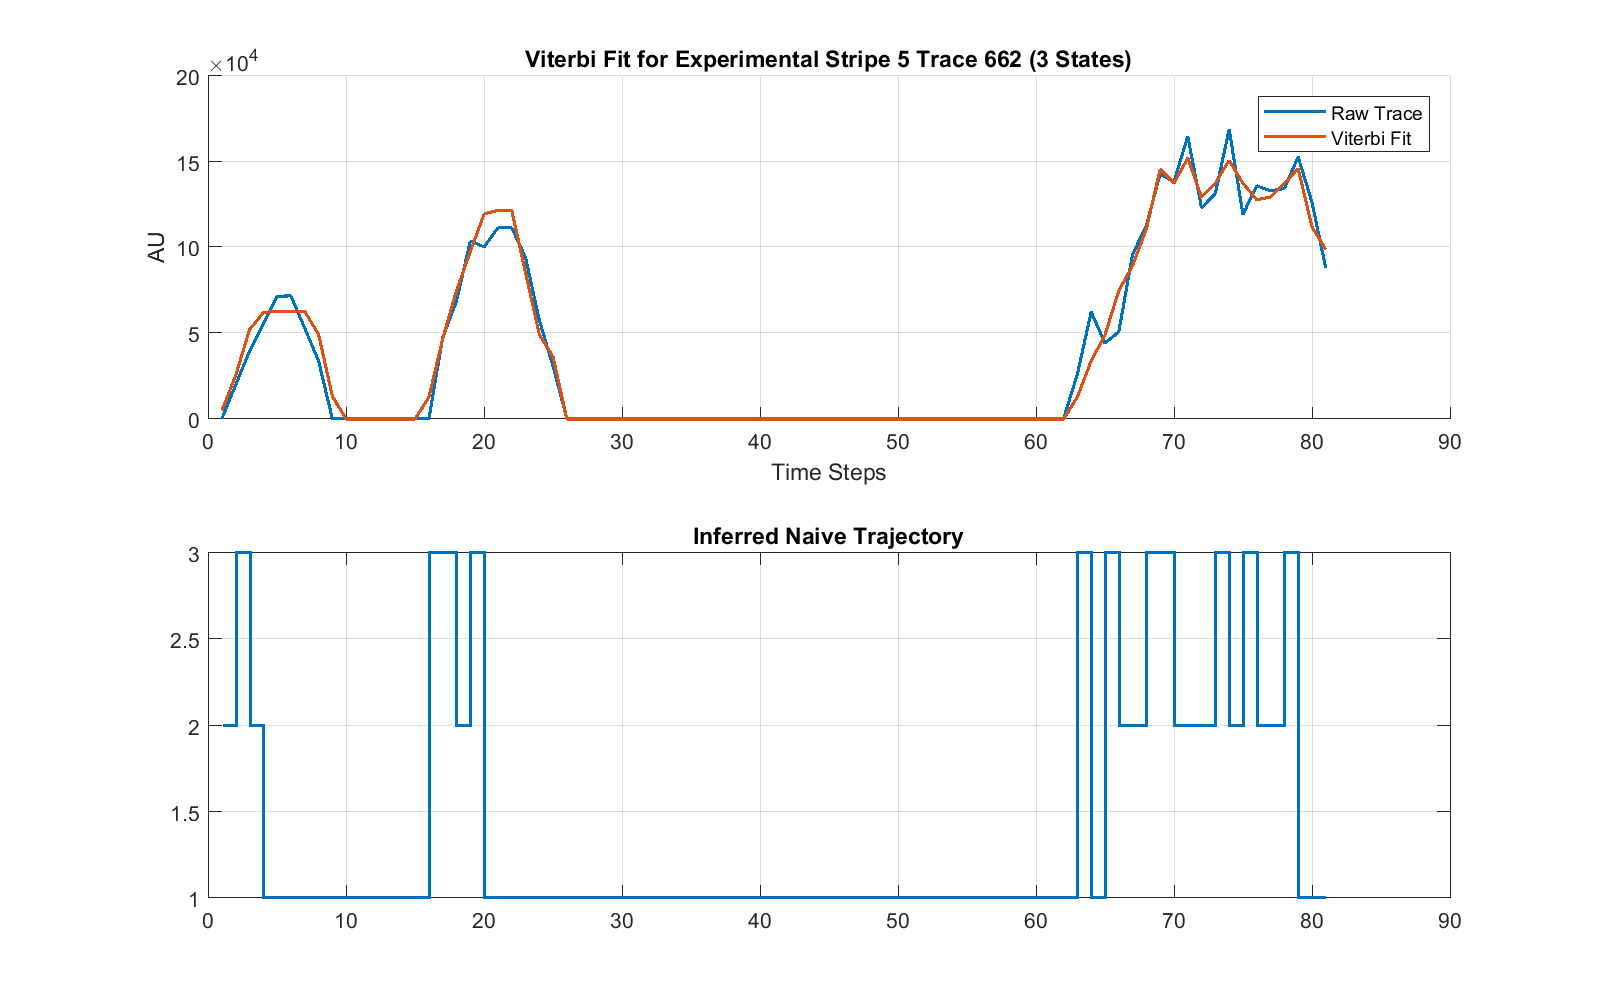 Viterbi Fit for Experimental Stripe 5 Trace 662 (3 States)
×10⁴
20
15
10
5
0
AU
Raw Trace
Viterbi Fit
0 10 20 30 40 50 60 70 80 90
Time Steps
Inferred Naive Trajectory
3
2.5
2
1.5
1
0 10 20 30 40 50 60 70 80 90